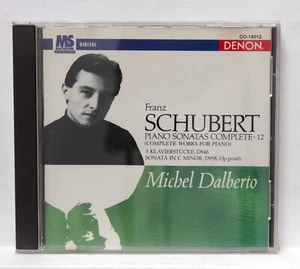 MS
DIGITAL
CO-18013
DENON
Franz
SCHUBERT
PIANO SONATAS COMPLETE-12
(COMPLETE WORKS FOR PIANO)
3 KLAVIERSTÜCKE, D946
SONATA IN C MINOR, D958, Op posth
Michel Dalberto